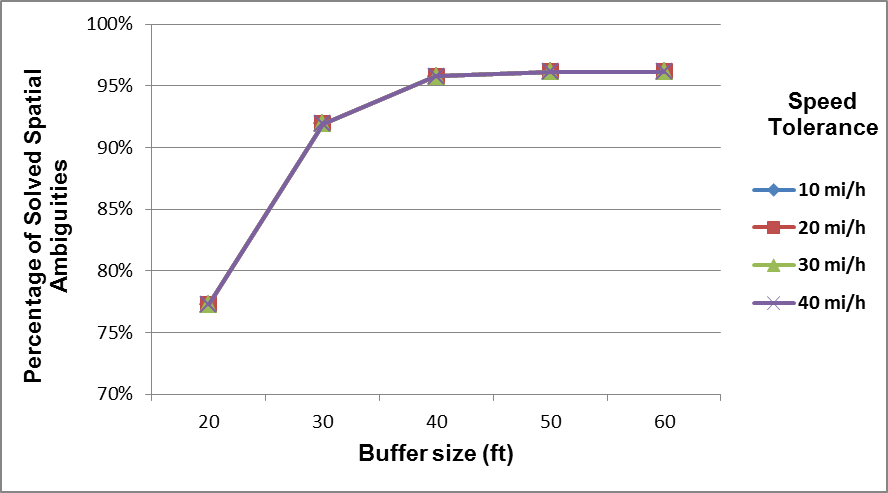 100%
95%
90%
85%
80%
75%
70%
Percentage of Solved Spatial
Ambiguities
20
30
40
50
60
Buffer size (ft)
Speed
Tolerance
10 mi/h
20 mi/h
30 mi/h
40 mi/h